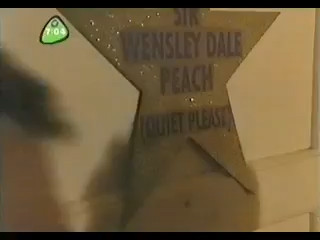 7:04
SIR
WENSLEY DALE
PEACH
(QUIET PLEASE)